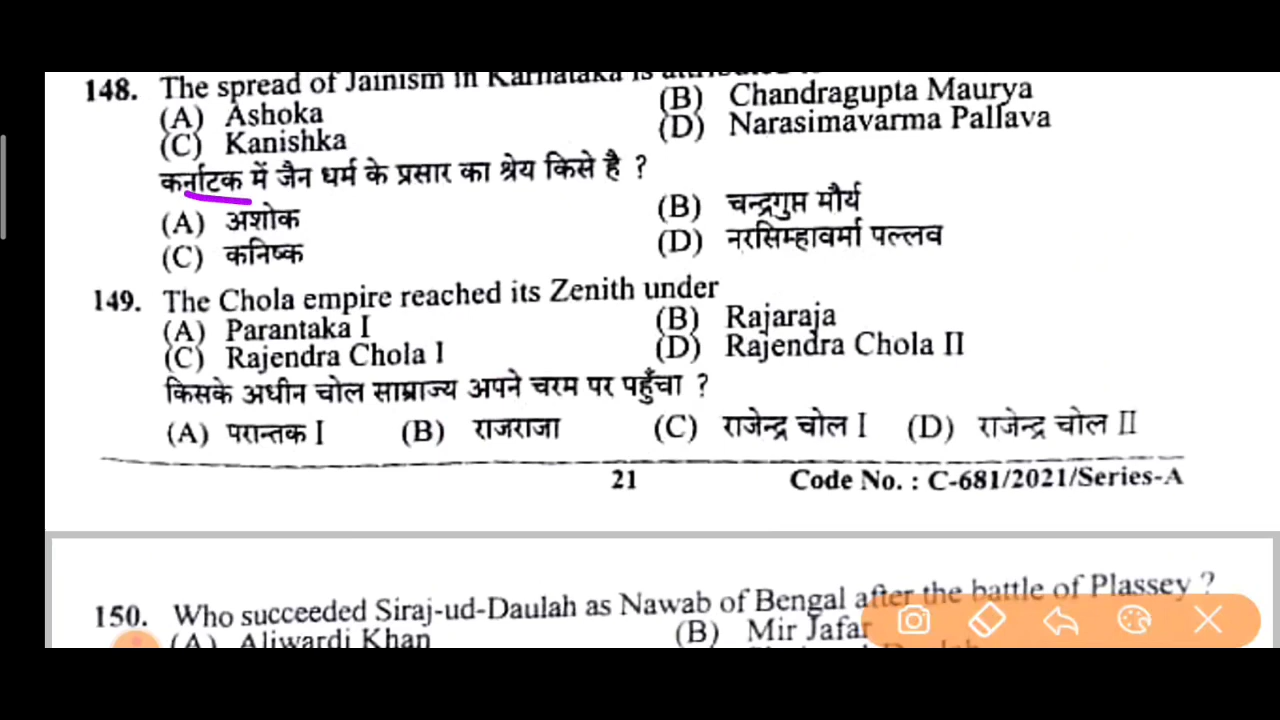 148. The spread of Jainism in Karnataka is attributed
(A) Ashoka (B) Chandragupta Maurya
(C) Kanishka (D) Narasimavarma Pallava
कर्नाटक में जैन धर्म के प्रसार का श्रेय किसे है ?
(A) अशोक (B) चन्द्रगुप्त मौर्य
(C) कनिष्क (D) नरसिम्हावर्मा पल्लव
149. The Chola empire reached its Zenith under
(A) Parantaka I (B) Rajaraja
(C) Rajendra Chola I (D) Rajendra Chola II
किसके अधीन चोल साम्राज्य अपने चरम पर पहुँचा ?
(A) परान्तक I (B) राजराजा (C) राजेन्द्र चोल I (D) राजेन्द्र चोल II
21 Code No. : C-681/2021/Series-A
150. Who succeeded Siraj-ud-Daulah as Nawab of Bengal after the battle of Plassey ?
(A) Aliwardi Khan (B) Mir Jafar